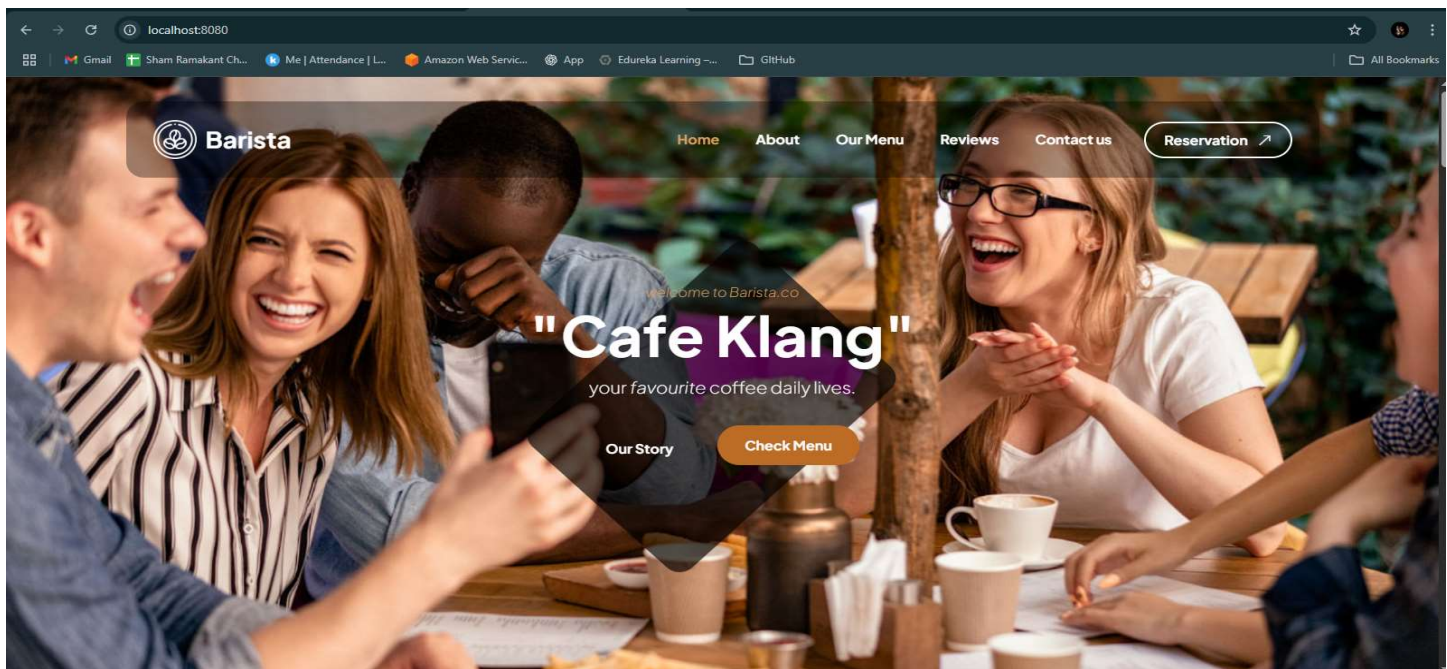 localhost:8080
Gmail Sham Ramakant Ch... Me | Attendance | L... Amazon Web Servic... App Edureka Learning –... GItHub All Bookmarks
Barista Home About Our Menu Reviews Contact us Reservation
welcome to Barista.co
"Cafe Klang"
your favourite coffee daily lives.
Our Story Check Menu